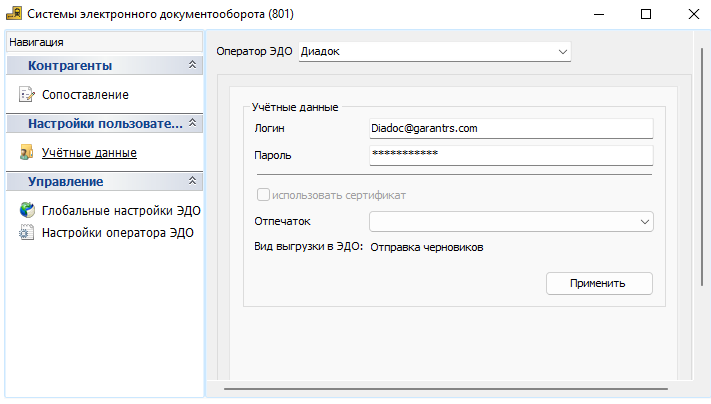 Системы электронного документооборота (801)
Навигация
Контрагенты
Сопоставление
Настройки пользовате...
Учётные данные
Управление
Глобальные настройки ЭДО
Настройки оператора ЭДО
Оператор ЭДО Диадок
Учётные данные
Логин Diadoc@garantrs.com
Пароль ***********
использовать сертификат
Отпечаток
Вид выгрузки в ЭДО: Отправка черновиков
Применить